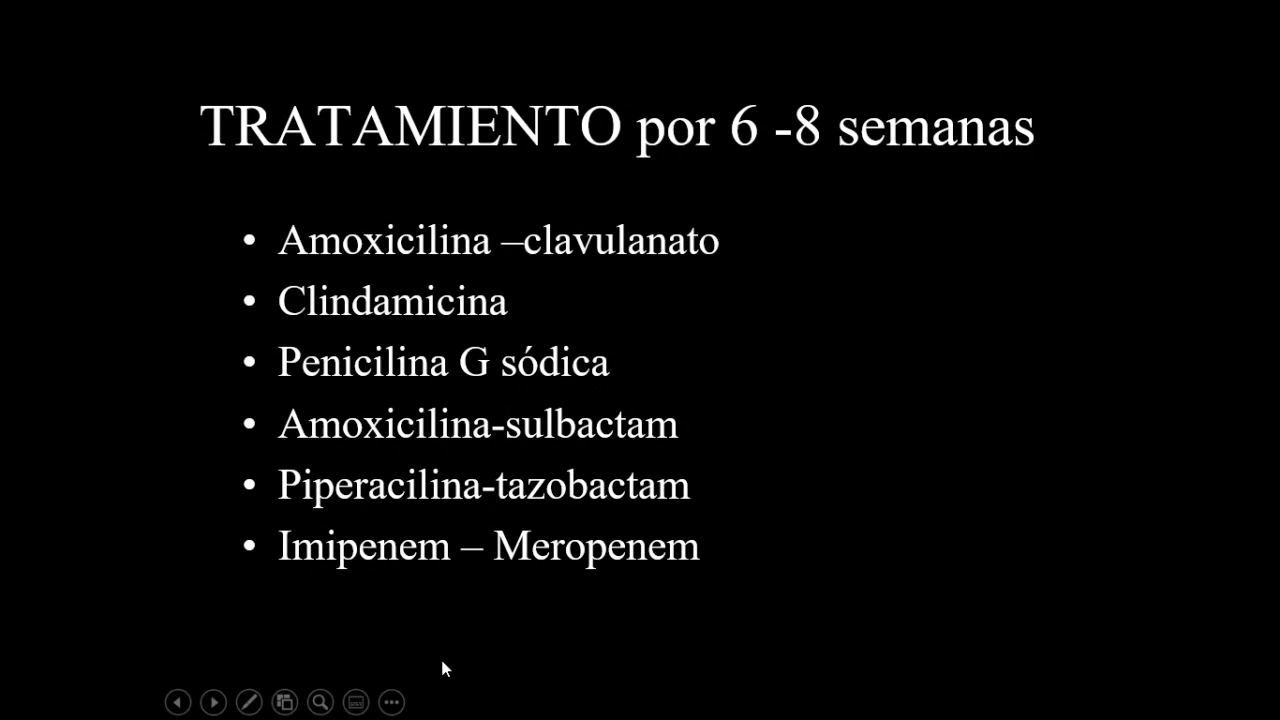 TRATAMIENTO por 6 -8 semanas
• Amoxicilina –clavulanato
• Clindamicina
• Penicilina G sódica
• Amoxicilina-sulbactam
• Piperacilina-tazobactam
• Imipenem – Meropenem